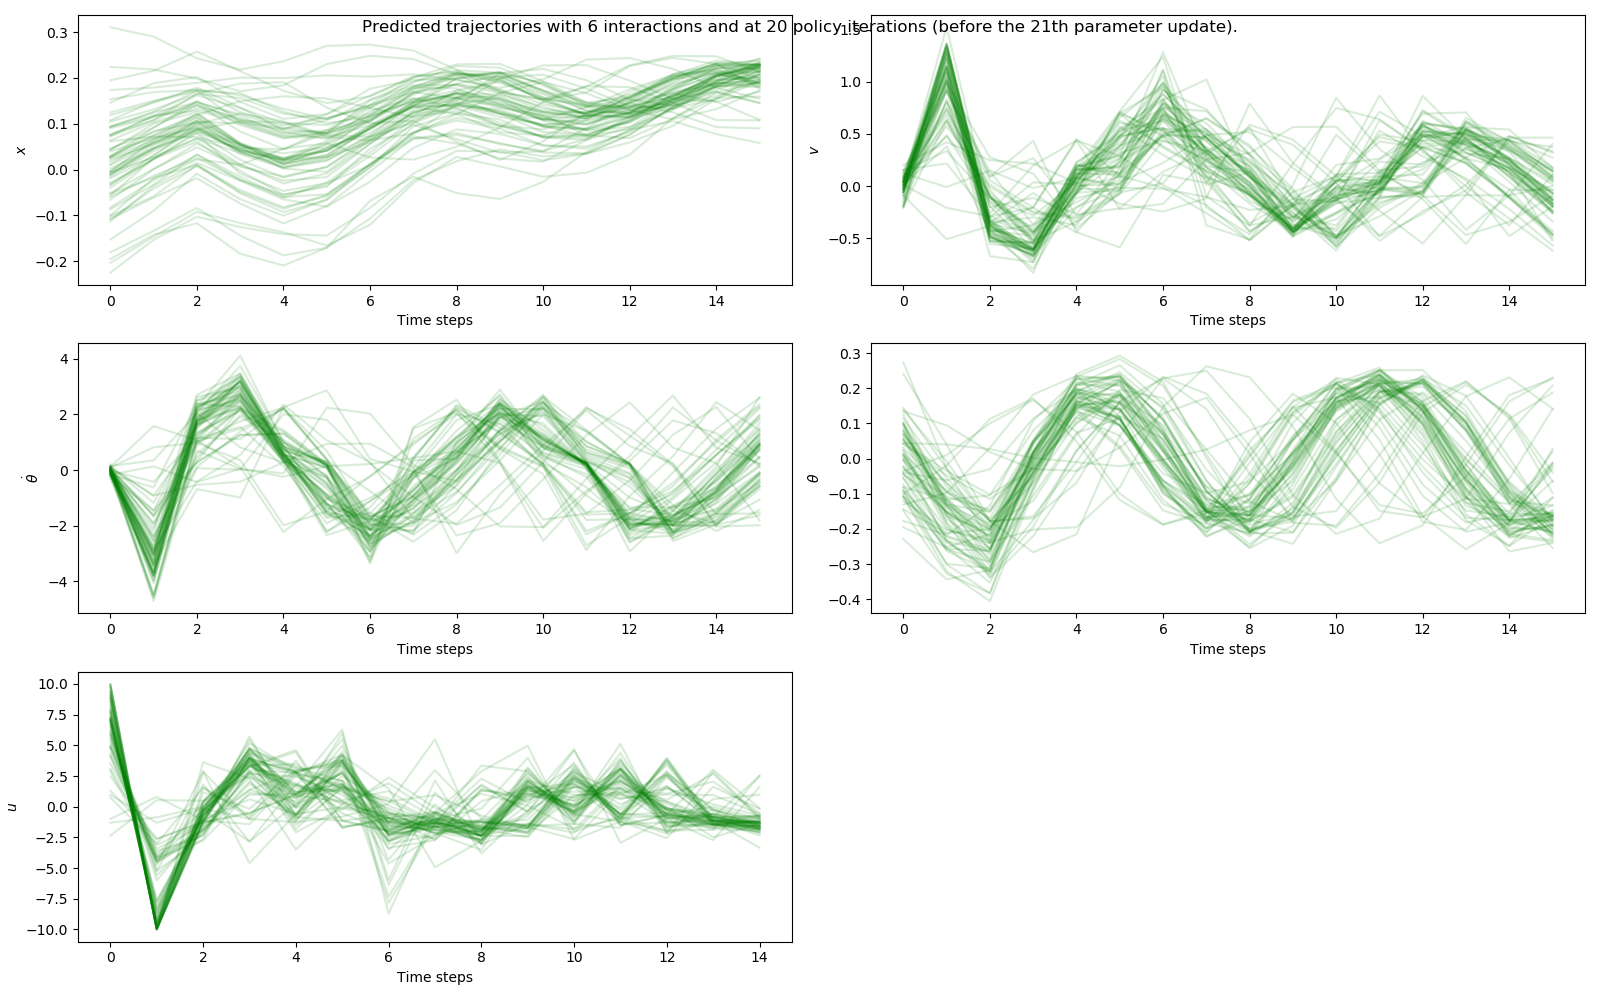 Predicted trajectories with 6 interactions and at 20 policy iterations (before the 21th parameter update).
0.3
0.2
0.1
0.0
−0.1
−0.2
x
0 2 4 6 8 10 12 14
Time steps
1.5
1.0
0.5
0.0
−0.5
v
0 2 4 6 8 10 12 14
Time steps
4
2
0
−2
−4
θ̇
0 2 4 6 8 10 12 14
Time steps
0.3
0.2
0.1
0.0
−0.1
−0.2
−0.3
−0.4
θ
0 2 4 6 8 10 12 14
Time steps
10.0
7.5
5.0
2.5
0.0
−2.5
−5.0
−7.5
−10.0
u
0 2 4 6 8 10 12 14
Time steps